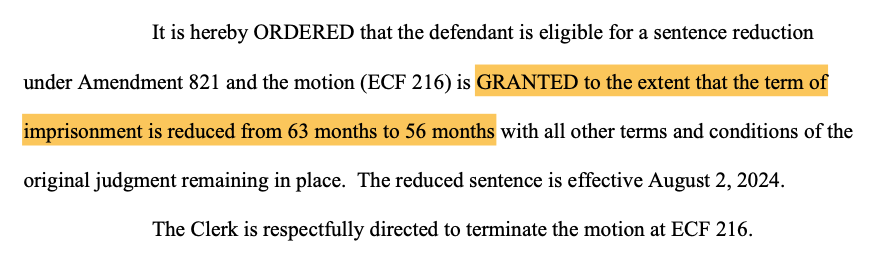 It is hereby ORDERED that the defendant is eligible for a sentence reduction
under Amendment 821 and the motion (ECF 216) is GRANTED to the extent that the term of
imprisonment is reduced from 63 months to 56 months with all other terms and conditions of the
original judgment remaining in place.  The reduced sentence is effective August 2, 2024.
The Clerk is respectfully directed to terminate the motion at ECF 216.